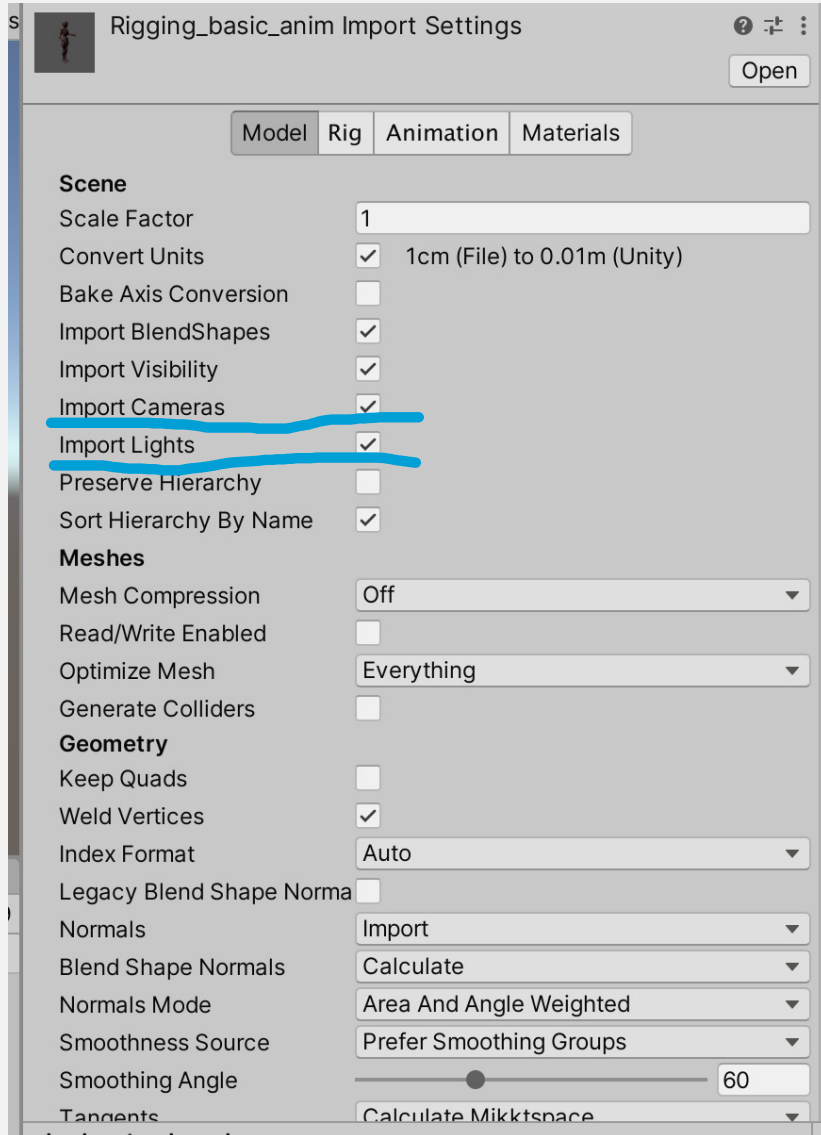 Rigging_basic_anim Import Settings
Open
Model Rig Animation Materials
Scene
Scale Factor 1
Convert Units 1cm (File) to 0.01m (Unity)
Bake Axis Conversion
Import BlendShapes
Import Visibility
Import Cameras
Import Lights
Preserve Hierarchy
Sort Hierarchy By Name
Meshes
Mesh Compression Off
Read/Write Enabled
Optimize Mesh Everything
Generate Colliders
Geometry
Keep Quads
Weld Vertices
Index Format Auto
Legacy Blend Shape Norma
Normals Import
Blend Shape Normals Calculate
Normals Mode Area And Angle Weighted
Smoothness Source Prefer Smoothing Groups
Smoothing Angle 60
Tangents Calculate Mikktspace